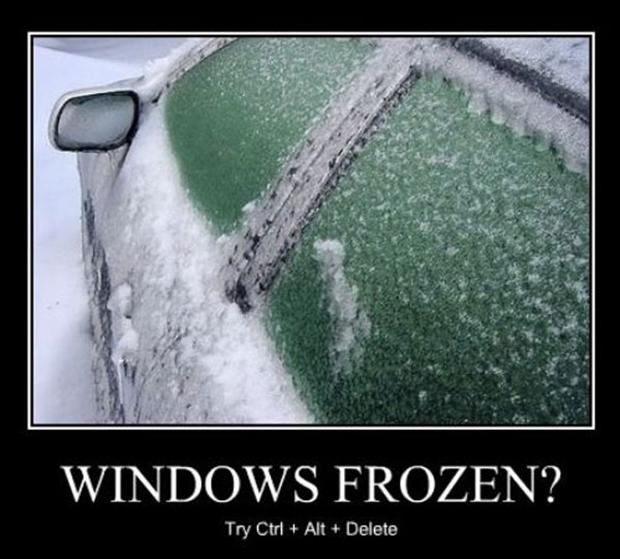 WINDOWS FROZEN?
Try Ctrl + Alt + Delete